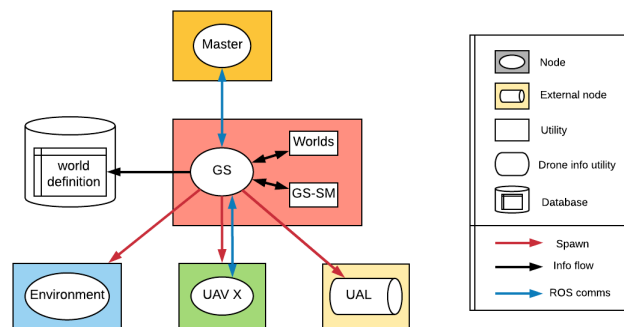 Master
Worlds
GS
GS-SM
world
definition
Environment
UAV X
UAL
Node
External node
Utility
Drone info utility
Database
Spawn
Info flow
ROS comms